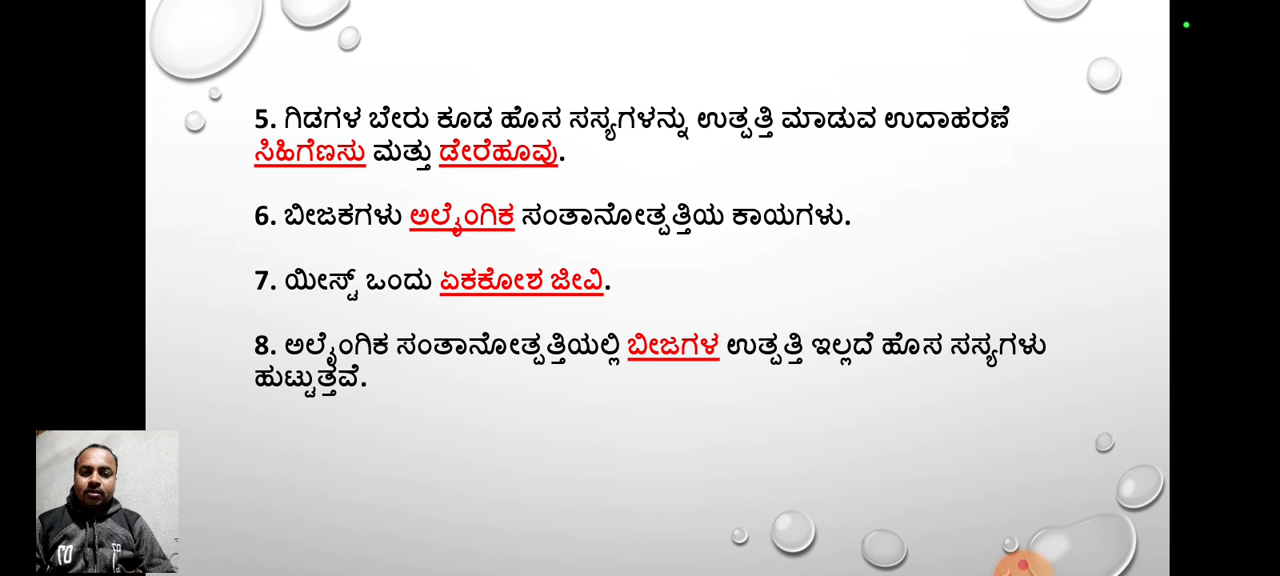 5. ಗಿಡಗಳ ಬೇರು ಕೂಡ ಹೊಸ ಸಸ್ಯಗಳನ್ನು ಉತ್ಪತ್ತಿ ಮಾಡುವ ಉದಾಹರಣೆ
ಸಿಹಿಗೆಣಸು ಮತ್ತು ಡೇರೆಹೂವು.
6. ಬೀಜಕಗಳು ಅಲೈಂಗಿಕ ಸಂತಾನೋತ್ಪತ್ತಿಯ ಕಾಯಗಳು.
7. ಯೀಸ್ಟ್ ಒಂದು ಏಕಕೋಶ ಜೀವಿ.
8. ಅಲೈಂಗಿಕ ಸಂತಾನೋತ್ಪತ್ತಿಯಲ್ಲಿ ಬೀಜಗಳ ಉತ್ಪತ್ತಿ ಇಲ್ಲದೆ ಹೊಸ ಸಸ್ಯಗಳು
ಹುಟ್ಟುತ್ತವೆ.